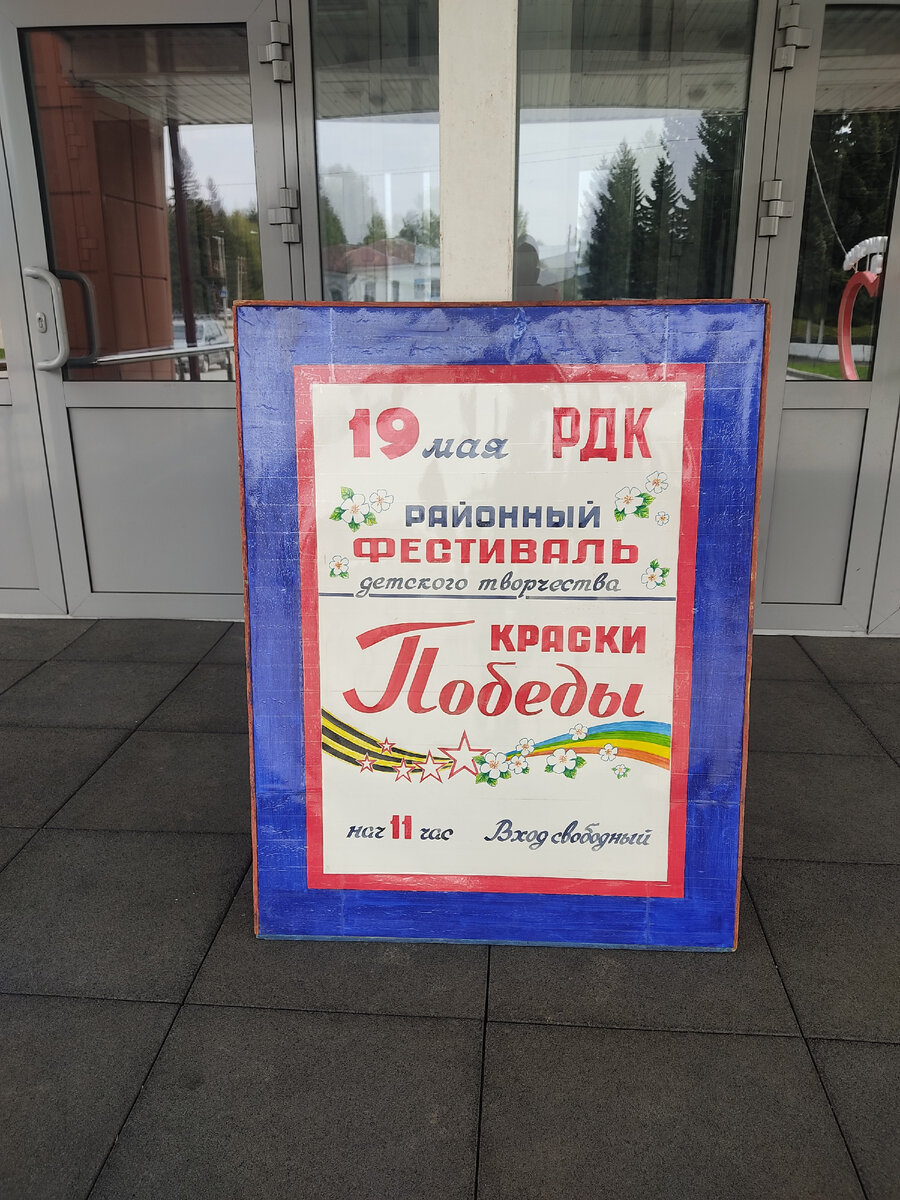 19 мая РДК
РАЙОННЫЙ
ФЕСТИВАЛЬ
детского творчества
КРАСКИ
Победы
нач 11 час Вход свободный